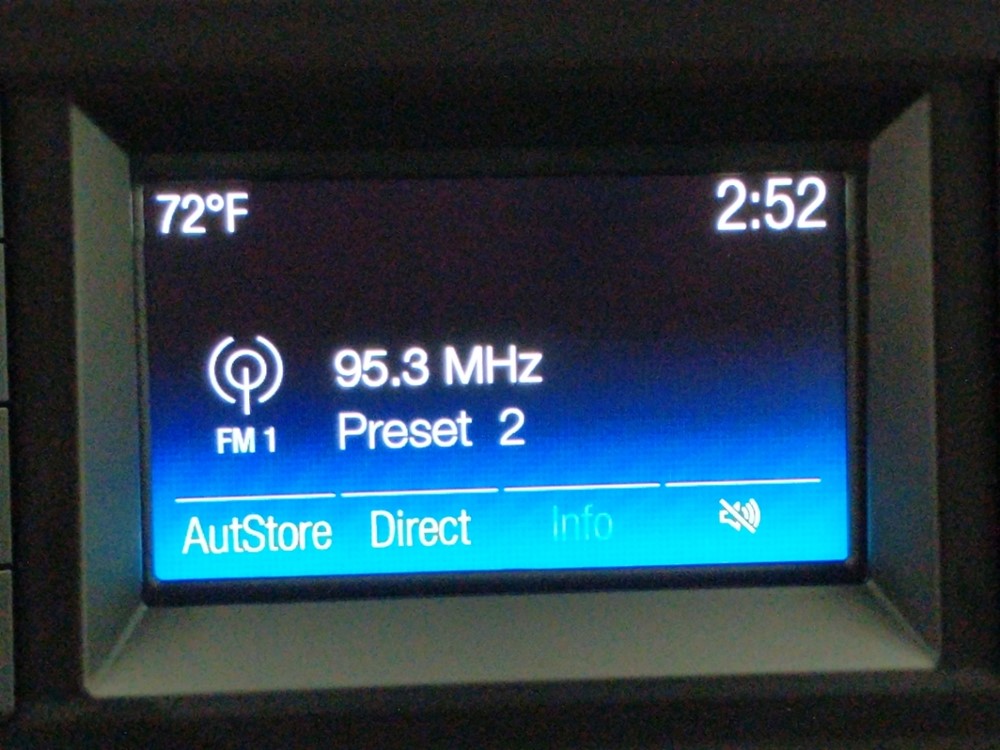 72°F 2:52
95.3 MHz
FM 1 Preset 2
AutStore Direct Info